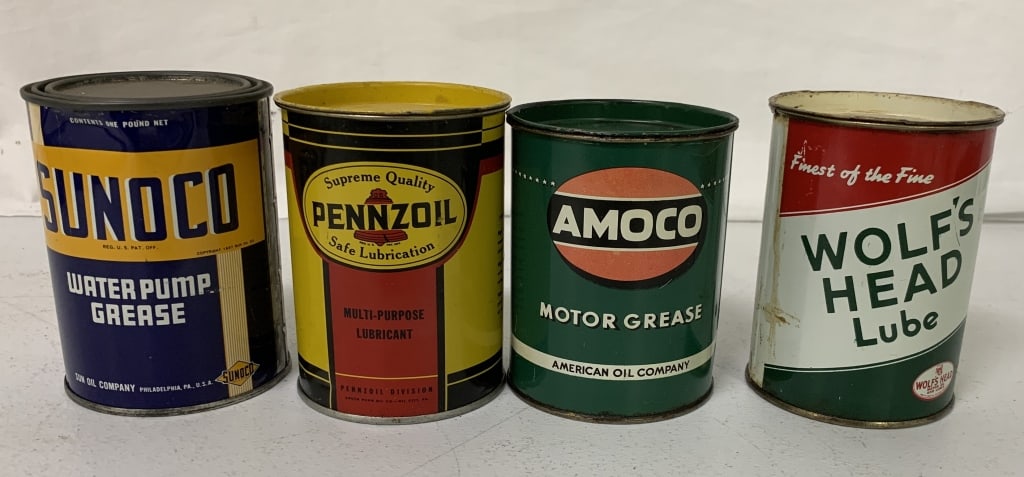 CONTENTS ONE POUND NET
SUNOCO
REG. U. S. PAT. OFF.
WATER PUMP
GREASE
SUN OIL COMPANY PHILADELPHIA, PA., U.S.A.
SUNOCO
Supreme Quality
PENNZOIL
Safe Lubrication
MULTI-PURPOSE
LUBRICANT
PENNZOIL DIVISION
AMOCO
MOTOR GREASE
AMERICAN OIL COMPANY
Finest of the Fine
WOLF'S
HEAD
Lube
WOLF'S HEAD